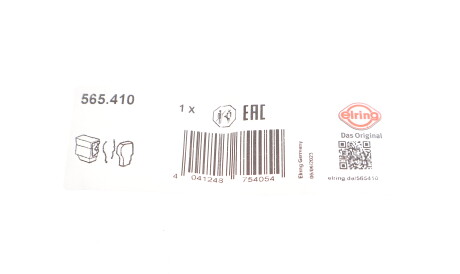 565.410
1 x
EAC
elring
Das Original
4 041248 754054
Elring Germany
elring.de/565410